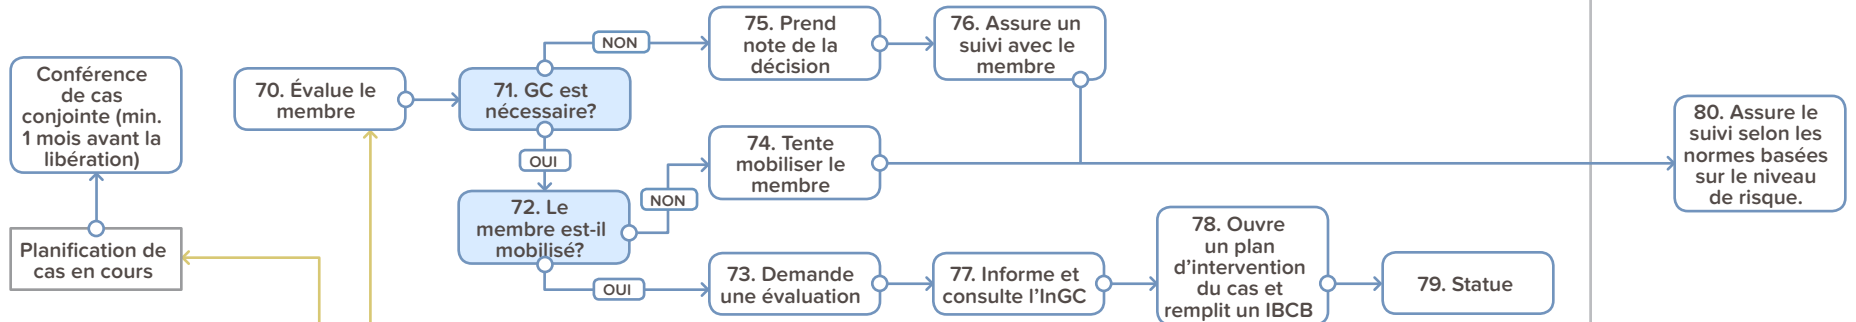 Conférence
de cas
conjointe (min.
1 mois avant la
libération)
Planification de
cas en cours
70. Évalue le
membre
71. GC est
nécessaire?
NON
OUI
72. Le
membre est-il
mobilisé?
NON
OUI
75. Prend
note de la
décision
76. Assure un
suivi avec le
membre
74. Tente
mobiliser le
membre
73. Demande
une évaluation
77. Informe et
consulte l’InGC
78. Ouvre
un plan
d’intervention
du cas et
remplit un IBCB
79. Statue
80. Assure le
suivi selon les
normes basées
sur le niveau
de risque.